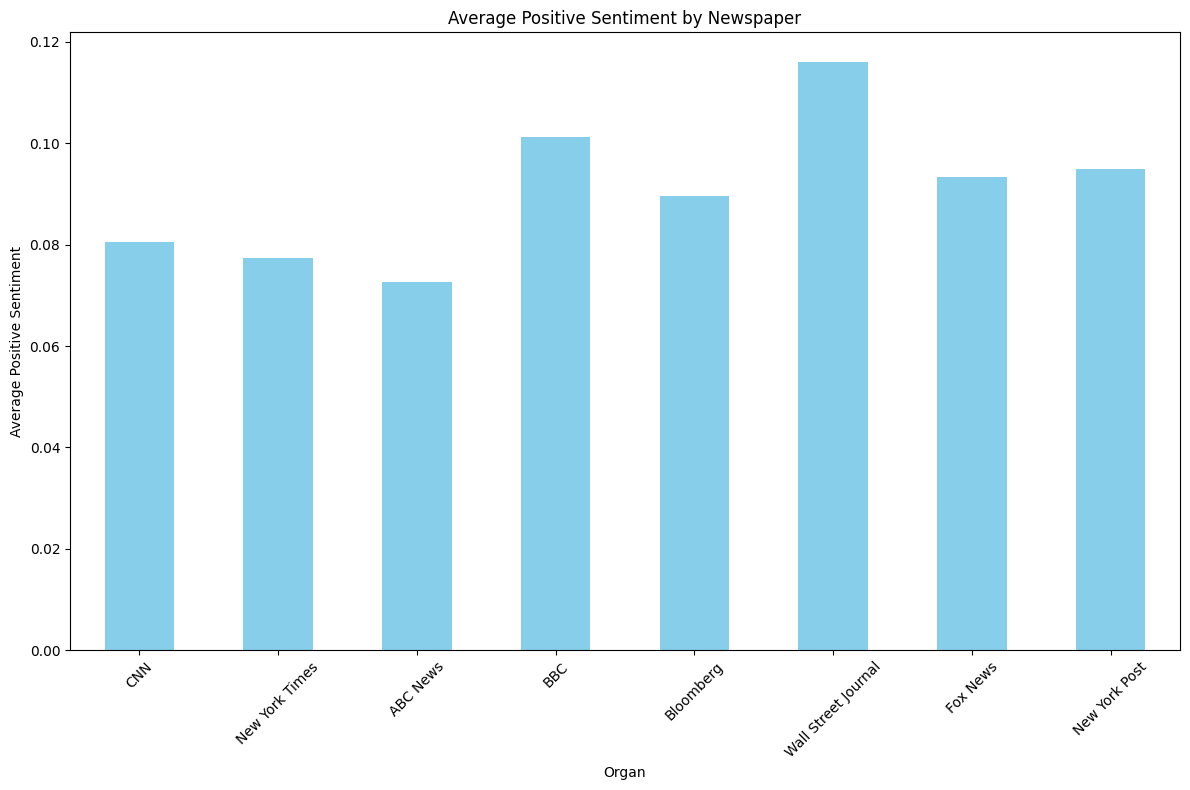 Average Positive Sentiment by Newspaper
Average Positive Sentiment
0.12
0.10
0.08
0.06
0.04
0.02
0.00
CNN
New York Times
ABC News
BBC
Bloomberg
Wall Street Journal
Fox News
New York Post
Organ